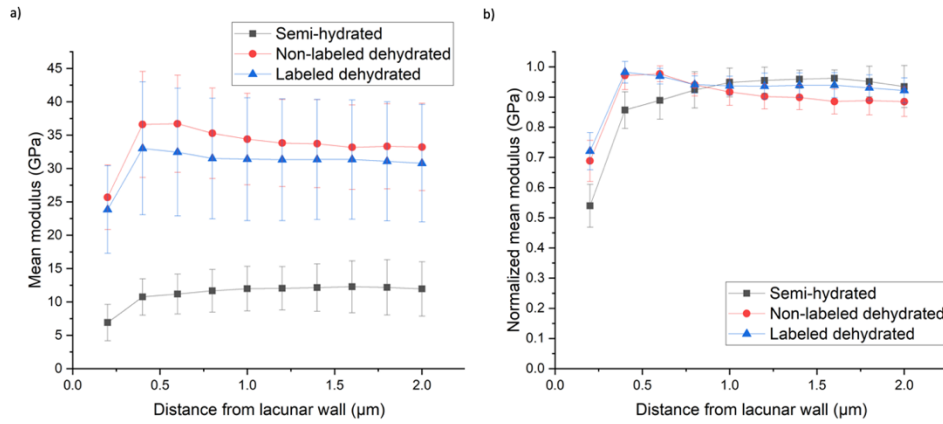 a)
Semi-hydrated
Non-labeled dehydrated
Labeled dehydrated
45
40
35
30
25
20
15
10
5
0
Mean modulus (GPa)
0.0 0.5 1.0 1.5 2.0
Distance from lacunar wall (µm)
b)
1.0
0.9
0.8
0.7
0.6
0.5
0.4
0.3
0.2
0.1
0.0
Normalized mean modulus (GPa)
Semi-hydrated
Non-labeled dehydrated
Labeled dehydrated
0.0 0.5 1.0 1.5 2.0
Distance from lacunar wall (µm)